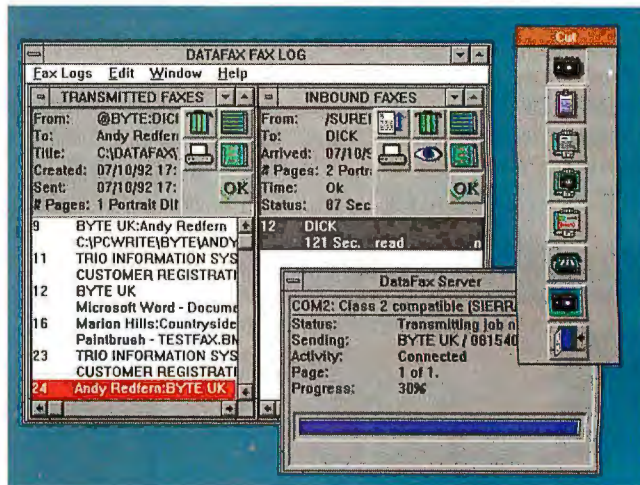 DATAFAX FAX LOG
Fax Logs Edit Window Help
TRANSMITTED FAXES
From: @BYTE:DICI
To: Andy Redfern
Title: C:\DATAFAX\
Created: 07/10/92 17:
Sent: 07/10/92 17:
# Pages: 1 Portrait
OK
9 BYTE UK:Andy Redfern
C:\PCWRITE\BYTE\ANDY
11 TRIO INFORMATION SYS
CUSTOMER REGISTRATI
12 BYTE UK
Microsoft Word - Docume
16 Marion Hills:Countryside
Paintbrush - TESTFAX.BM
23 TRIO INFORMATION SYS
CUSTOMER REGISTRATI
24 Andy Redfern:BYTE UK
INBOUND FAXES
From: /SUREI
To: DICK
Arrived: 07/10/9
# Pages: 2 Portr
Time: Ok
Status: 87 Sec
OK
12 DICK
121 Sec. read n
DataFax Server
COM2: Class 2 compatible (SIERRA
Status: Transmitting job n
Sending: BYTE UK / 081540
Activity: Connected
Page: 1 of 1.
Progress: 30%
Cut